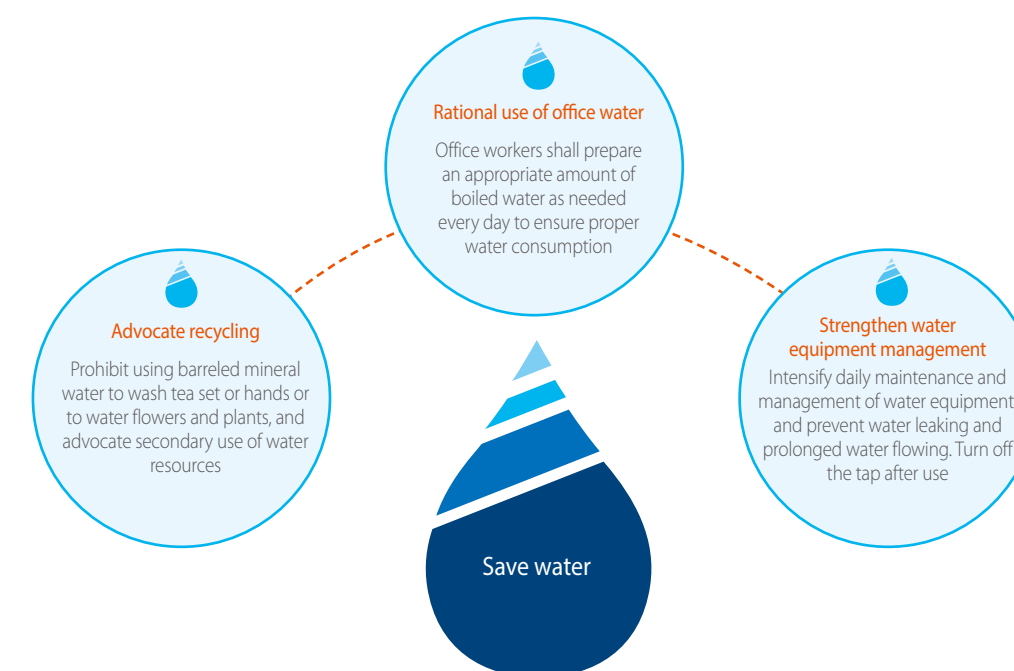 Rational use of office water
Office workers shall prepare
an appropriate amount of
boiled water as needed
every day to ensure proper
water consumption
Advocate recycling
Prohibit using barreled mineral
water to wash tea set or hands or
to water flowers and plants, and
advocate secondary use of water
resources
Strengthen water
equipment management
Intensify daily maintenance and
management of water equipment
and prevent water leaking and
prolonged water flowing. Turn off
the tap after use
Save water